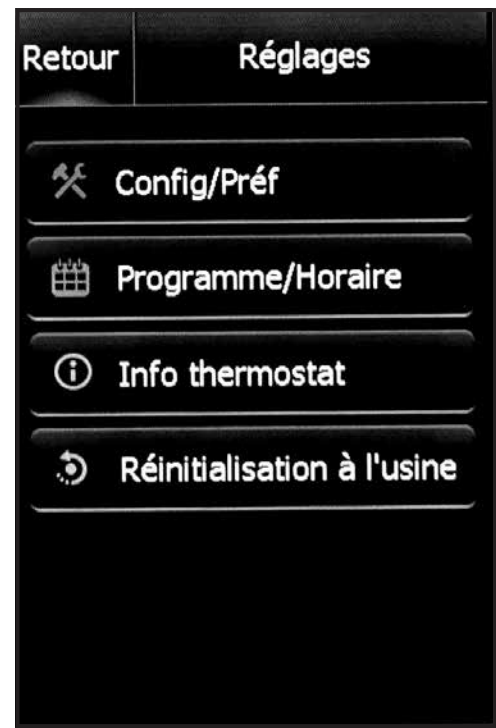 Retour
Réglages
Config/Préf
Programme/Horaire
Info thermostat
Réinitialisation à l'usine